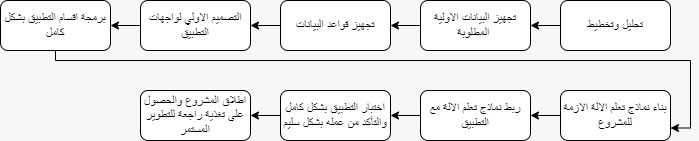 تحليل وتخطيط
تجهيز البيانات الاولية
المطلوبة
تجهيز قواعد البيانات
التصميم الاولي لواجهات
التطبيق
برمجة اقسام التطبيق بشكل
كامل
بناء نماذج تعلم الالة الازمة
للمشروع
ربط نماذج تعلم الالة مع
التطبيق
اختبار التطبيق بشكل كامل
والتأكد من عمله بشكل سليم
اطلاق المشروع والحصول
على تغذية راجعة للتطوير
المستمر